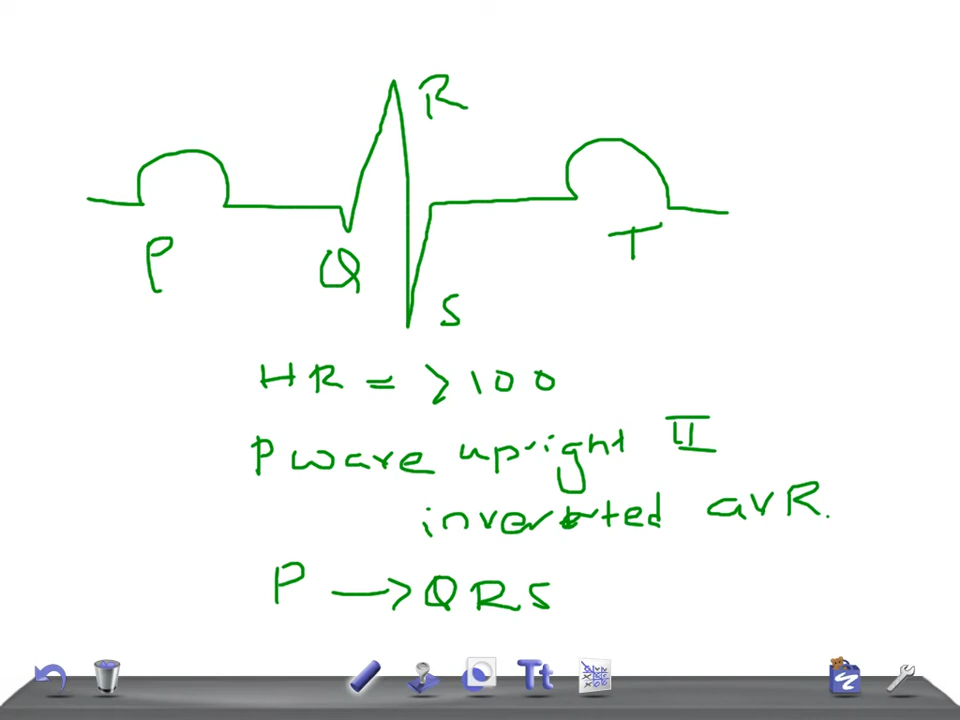 R
P
Q
T
S
HR = >100
P wave upright II
inverted avR.
P → QRS
Tt